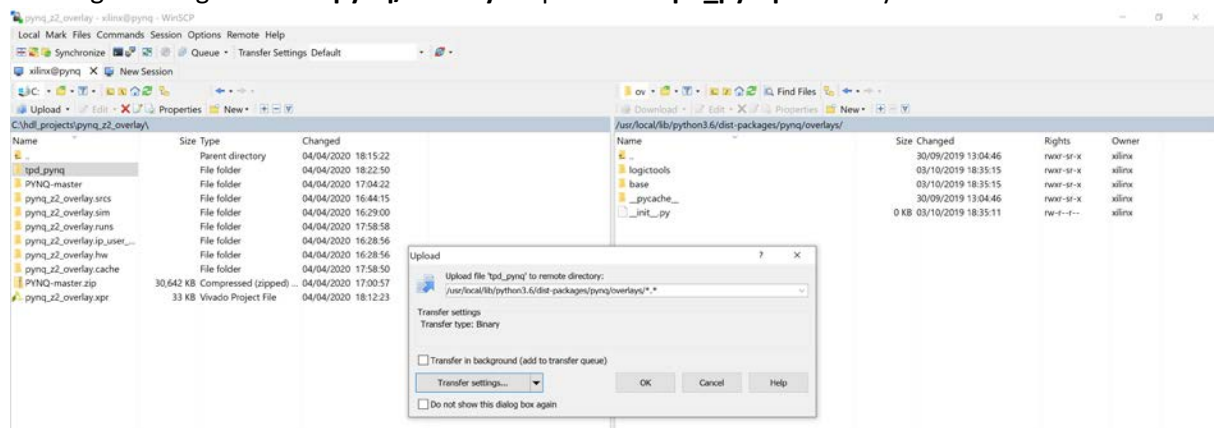 pynq_z2_overlay - xilinx@pynq - WinSCP
Local Mark Files Commands Session Options Remote Help
Synchronize Queue Transfer Settings Default
xilinx@pynq X New Session
C: ov Find Files
Upload Edit Properties New Download Edit Properties New
C:\hdl_projects\pynq_z2_overlay\ /usr/local/lib/python3.6/dist-packages/pynq/overlays/
Name Size Type Changed Name Size Changed Rights Owner
.. Parent directory 04/04/2020 18:15:22 .. 30/09/2019 13:04:46 rwxr-sr-x xilinx
tpd_pynq File folder 04/04/2020 18:22:50 logictools 03/10/2019 18:35:15 rwxr-sr-x xilinx
PYNQ-master File folder 04/04/2020 17:04:22 base 03/10/2019 18:35:15 rwxr-sr-x xilinx
pynq_z2_overlay.srcs File folder 04/04/2020 16:44:15 __pycache__ 30/09/2019 13:04:46 rwxr-sr-x xilinx
pynq_z2_overlay.sim File folder 04/04/2020 16:29:00 __init__.py 0 KB 03/10/2019 18:35:11 rw-r--r-- xilinx
pynq_z2_overlay.runs File folder 04/04/2020 17:58:58
pynq_z2_overlay.ip_user_... File folder 04/04/2020 16:28:56
pynq_z2_overlay.hw File folder 04/04/2020 16:28:56
pynq_z2_overlay.cache File folder 04/04/2020 17:58:50
PYNQ-master.zip 30,642 KB Compressed (zipped) ... 04/04/2020 17:00:57
pynq_z2_overlay.xpr 33 KB Vivado Project File 04/04/2020 18:12:23
Upload ? X
Upload file 'tpd_pynq' to remote directory:
/usr/local/lib/python3.6/dist-packages/pynq/overlays/*.*
Transfer settings
Transfer type: Binary
Transfer in background (add to transfer queue)
Transfer settings... OK Cancel Help
Do not show this dialog box again